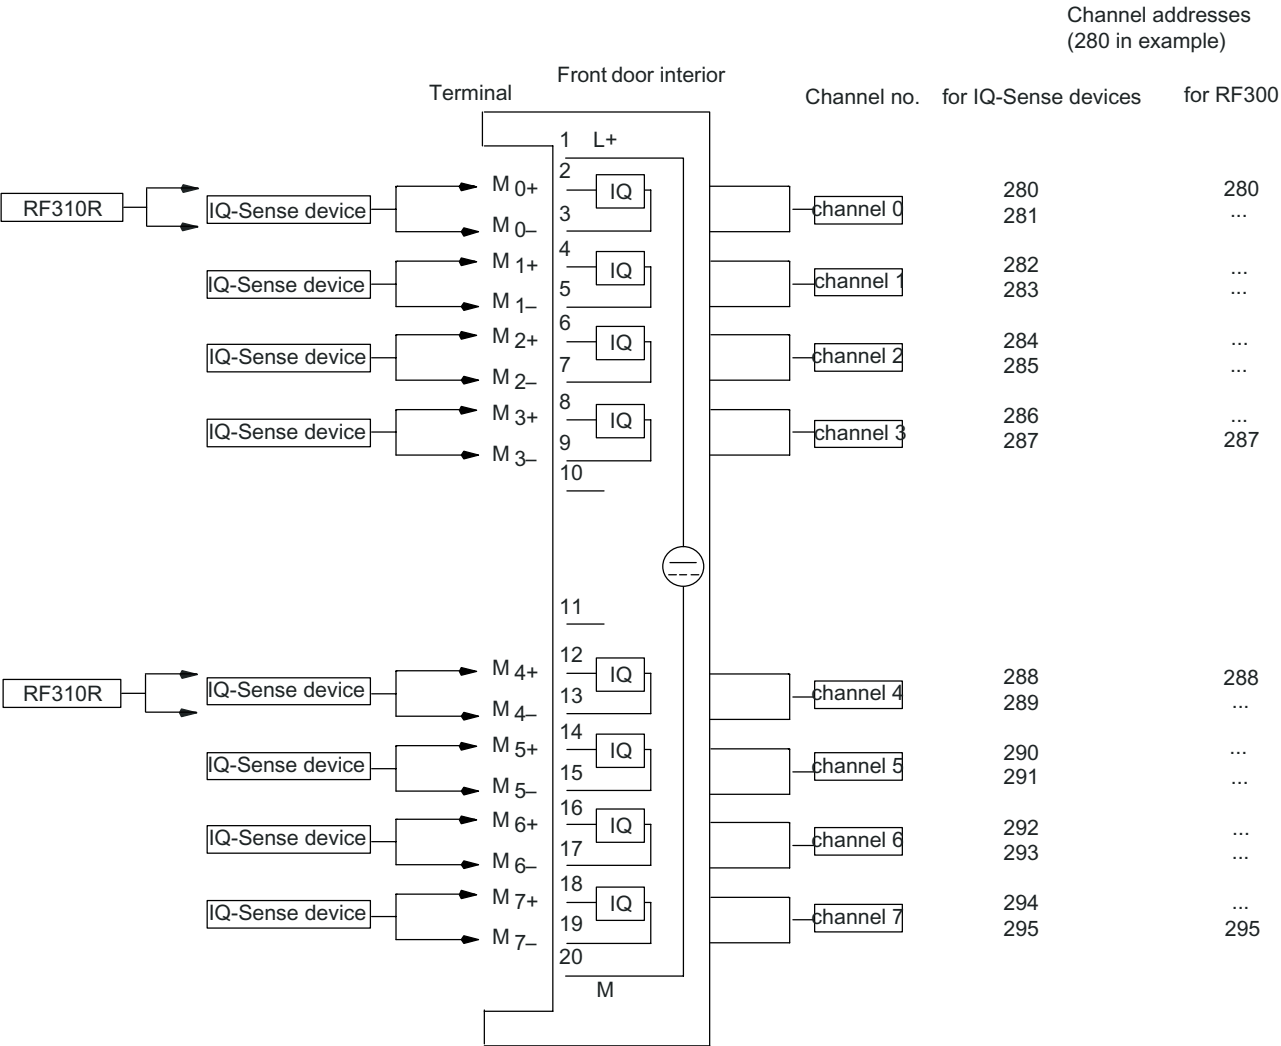 Channel addresses
(280 in example)
Front door interior
Terminal
Channel no. for IQ-Sense devices for RF300
1 L+
RF310R IQ-Sense device M 0+ 2 IQ channel 0 280 280
M 0– 3 281 ...
IQ-Sense device M 1+ 4 IQ channel 1 282 ...
M 1– 5 283 ...
IQ-Sense device M 2+ 6 IQ channel 2 284 ...
M 2– 7 285 ...
IQ-Sense device M 3+ 8 IQ channel 3 286 ...
M 3– 9 287 287
10
11
RF310R IQ-Sense device M 4+ 12 IQ channel 4 288 288
M 4– 13 289 ...
IQ-Sense device M 5+ 14 IQ channel 5 290 ...
M 5– 15 291 ...
IQ-Sense device M 6+ 16 IQ channel 6 292 ...
M 6– 17 293 ...
IQ-Sense device M 7+ 18 IQ channel 7 294 ...
M 7– 19 295 295
20
M